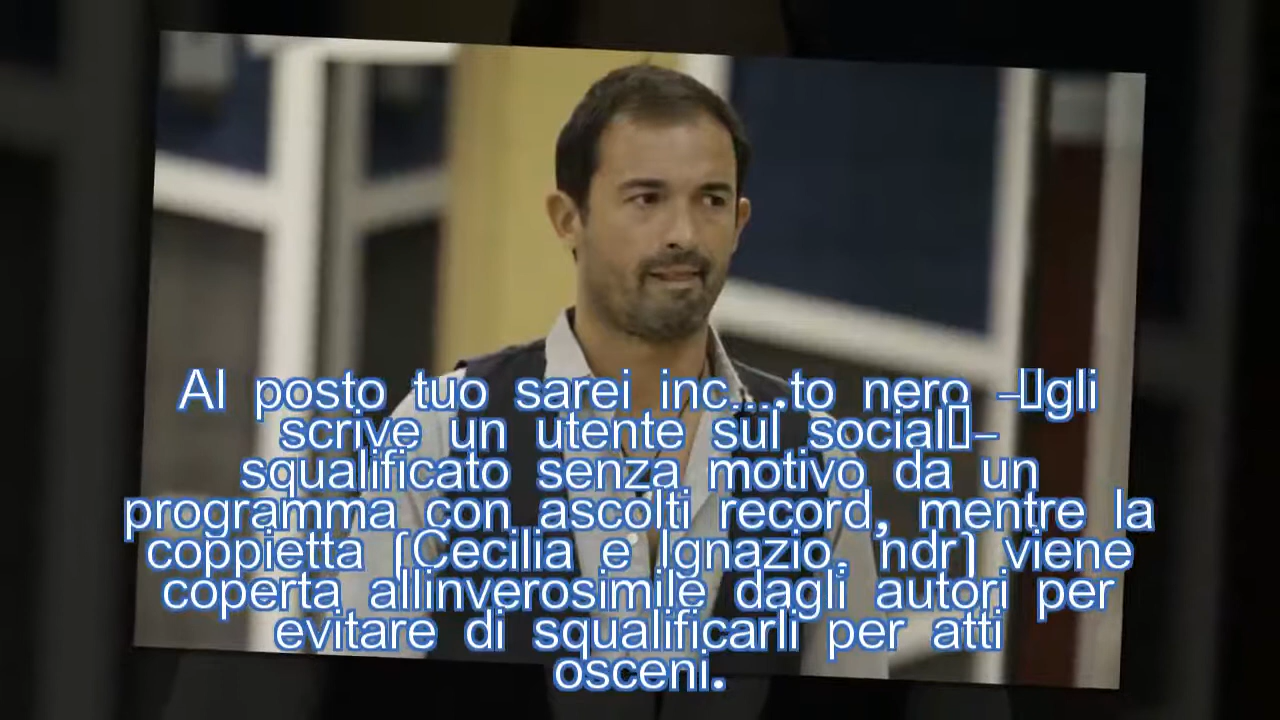 Al posto tuo sarei inc....to nero –▯gli
scrive un utente sul social▯–
squalificato senza motivo da un
programma con ascolti record, mentre la
coppietta (Cecilia e Ignazio, ndr) viene
coperta allinverosimile dagli autori per
evitare di squalificarli per atti
osceni.